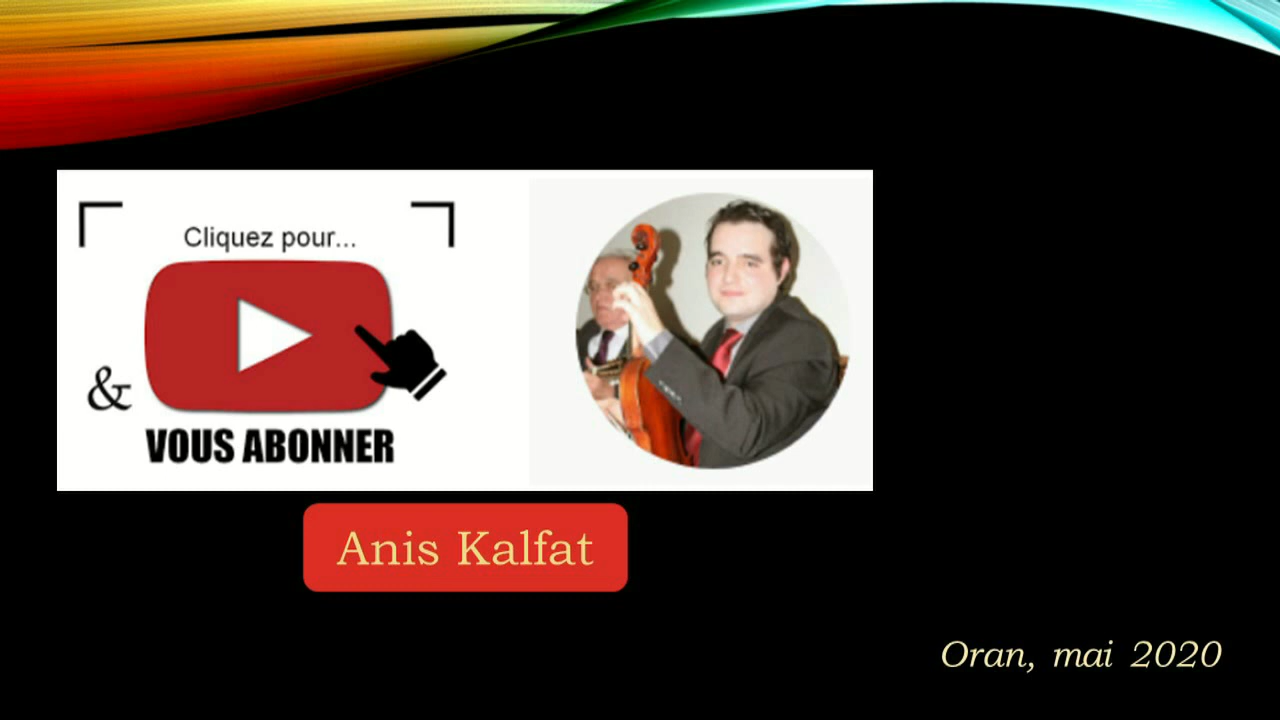 Cliquez pour...
&
VOUS ABONNER
Anis Kalfat
Oran, mai 2020